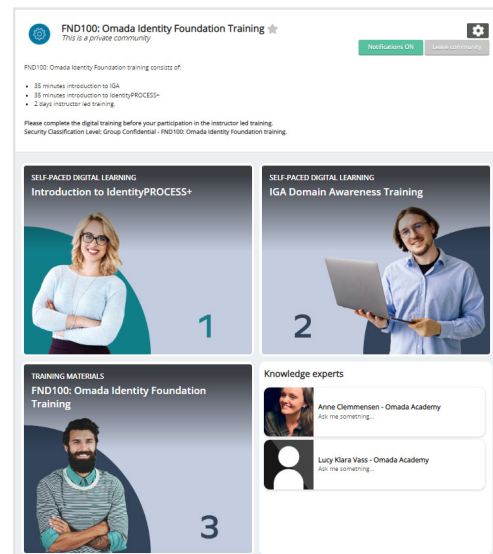 FND100: Omada Identity Foundation Training
This is a private community
Notifications ON
Leave community
FND100: Omada Identity Foundation training consists of:
35 minutes introduction to IGA
35 minutes introduction to IdentityPROCESS+
2 days instructor led training.
Please complete the digital training before your participation in the instructor led training.
Security Classification Level: Group Confidential - FND100: Omada Identity Foundation training.
SELF-PACED DIGITAL LEARNING
Introduction to IdentityPROCESS+
1
SELF-PACED DIGITAL LEARNING
IGA Domain Awareness Training
2
TRAINING MATERIALS
FND100: Omada Identity Foundation
Training
3
Knowledge experts
Anne Clemmensen - Omada Academy
Ask me something...
Lucy Klara Vass - Omada Academy
Ask me something...